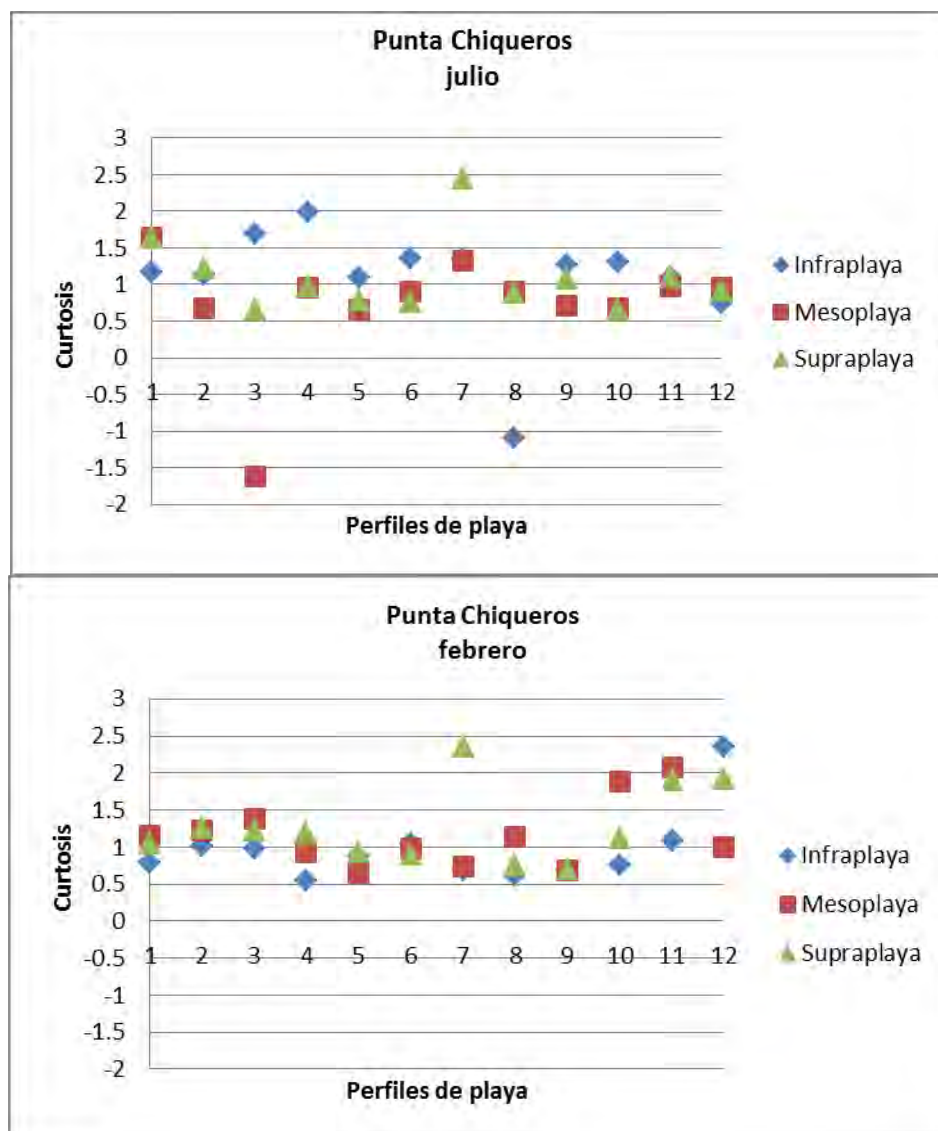 Punta Chiqueros
julio
3
2.5
2
1.5
1
0.5
0
-0.5
-1
-1.5
-2
1 2 3 4 5 6 7 8 9 10 11 12
Curtosis
Perfiles de playa
Infraplaya
Mesoplaya
Supraplaya
Punta Chiqueros
febrero
3
2.5
2
1.5
1
0.5
0
-0.5
-1
-1.5
-2
1 2 3 4 5 6 7 8 9 10 11 12
Curtosis
Perfiles de playa
Infraplaya
Mesoplaya
Supraplaya